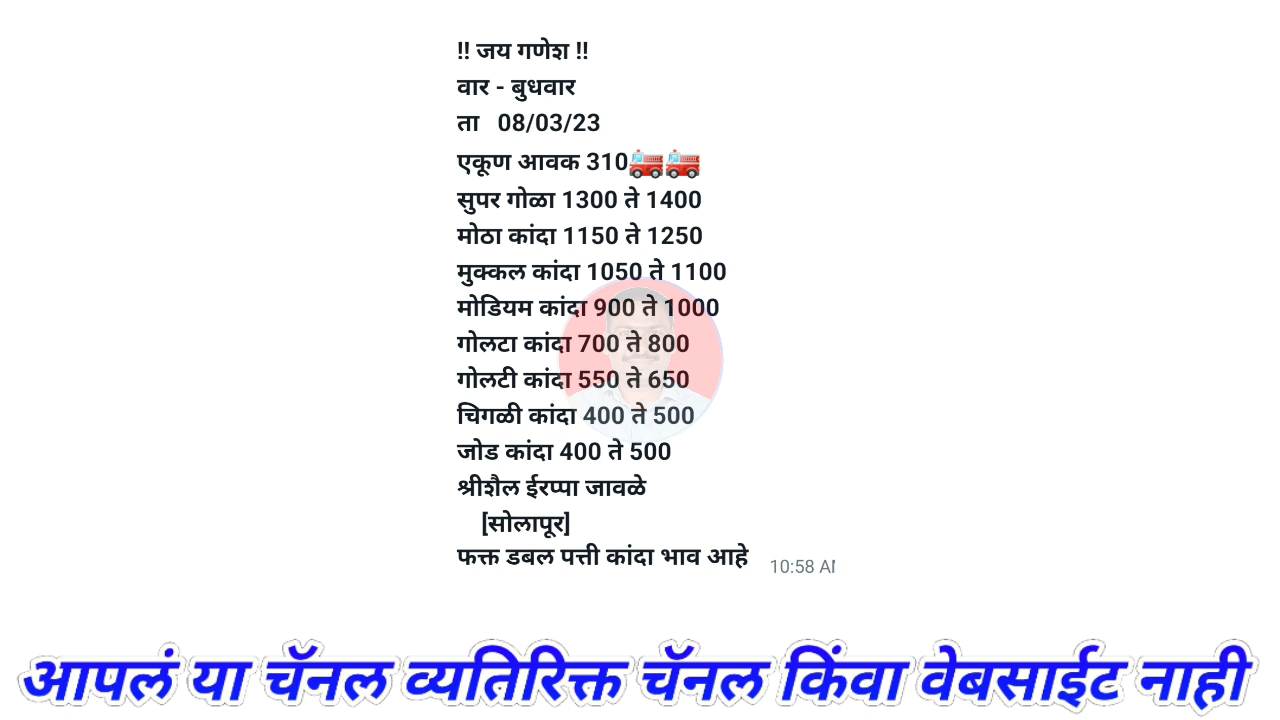 !! जय गणेश !!
वार - बुधवार
ता 08/03/23
एकूण आवक 310🚒🚒
सुपर गोळा 1300 ते 1400
मोठा कांदा 1150 ते 1250
मुक्कल कांदा 1050 ते 1100
मोडियम कांदा 900 ते 1000
गोलटा कांदा 700 ते 800
गोलटी कांदा 550 ते 650
चिगळी कांदा 400 ते 500
जोड कांदा 400 ते 500
श्रीशैल ईरप्पा जावळे
[सोलापूर]
फक्त डबल पत्ती कांदा भाव आहे 10:58 AM
आपलं या चॅनल व्यतिरिक्त चॅनल किंवा वेबसाईट नाही